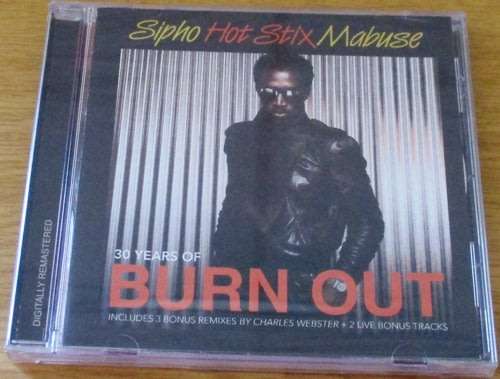 Sipho Hot Stix Mabuse
30 YEARS OF
BURN OUT
INCLUDES 3 BONUS REMIXES BY CHARLES WEBSTER + 2 LIVE BONUS TRACKS
DIGITALLY REMASTERED